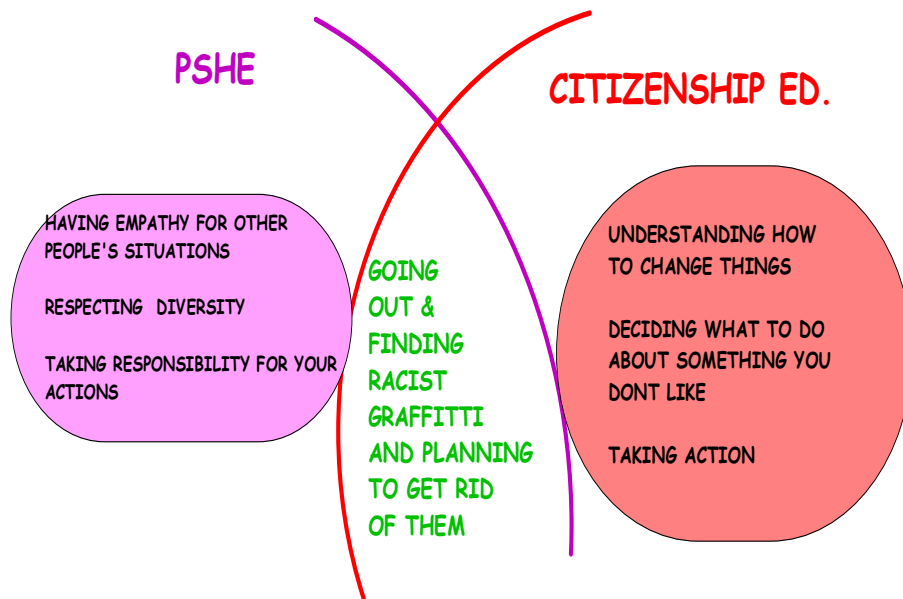 PSHE
CITIZENSHIP ED.
HAVING EMPATHY FOR OTHER
PEOPLE'S SITUATIONS
RESPECTING DIVERSITY
TAKING RESPONSIBILITY FOR YOUR
ACTIONS
GOING
OUT &
FINDING
RACIST
GRAFFITTI
AND PLANNING
TO GET RID
OF THEM
UNDERSTANDING HOW
TO CHANGE THINGS
DECIDING WHAT TO DO
ABOUT SOMETHING YOU
DONT LIKE
TAKING ACTION